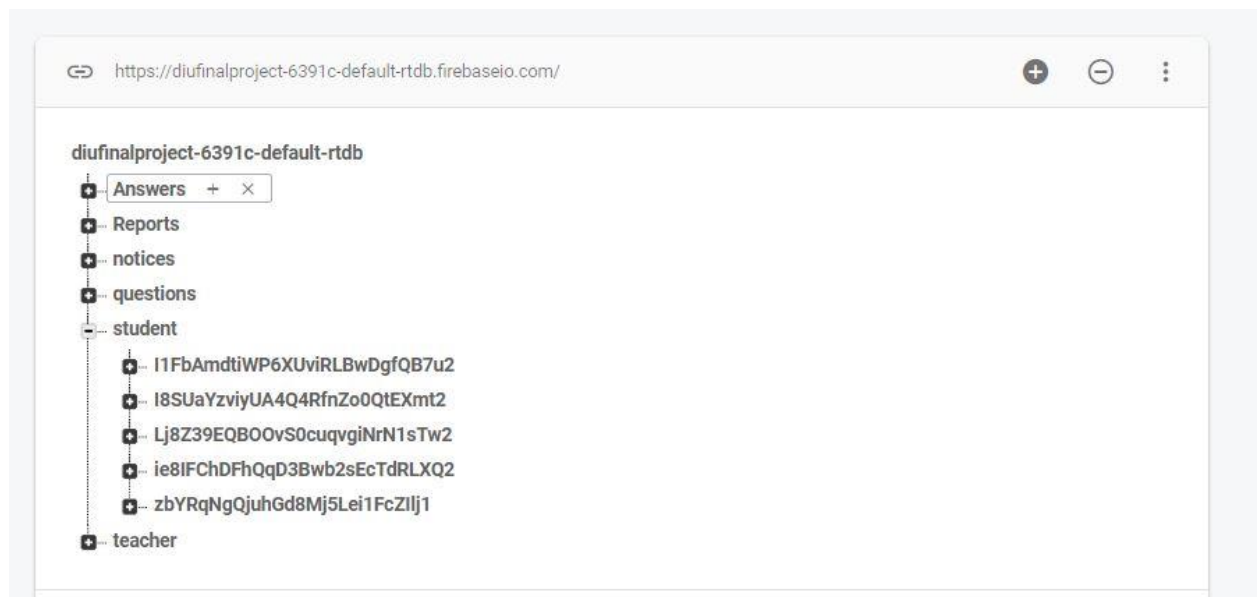 https://diufinalproject-6391c-default-rtdb.firebaseio.com/
diufinalproject-6391c-default-rtdb
Answers
Reports
notices
questions
student
I1FbAmdtiWP6XUviRLBwDgfQB7u2
I8SUaYzviyUA4Q4RfnZo0QtEXmt2
Lj8Z39EQBOOvS0cuqvgiNrN1sTw2
ie8IFChDFhQqD3Bwb2sEcTdRLXQ2
zbYRqNgQjuhGd8Mj5Lei1FcZIlj1
teacher